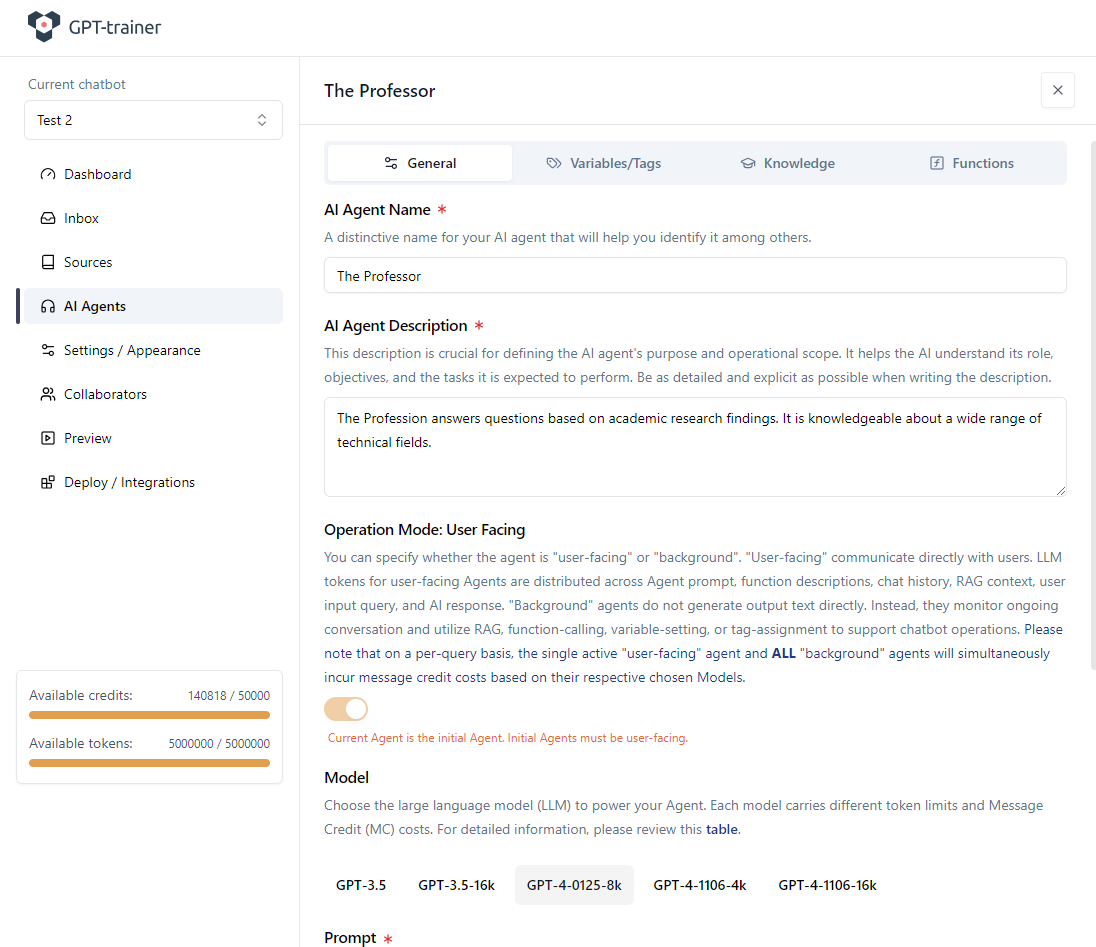 GPT-trainer
Current chatbot
Test 2
Dashboard
Inbox
Sources
AI Agents
Settings / Appearance
Collaborators
Preview
Deploy / Integrations
Available credits: 140818 / 50000
Available tokens: 5000000 / 5000000
The Professor
General Variables/Tags Knowledge Functions
AI Agent Name *
A distinctive name for your AI agent that will help you identify it among others.
The Professor
AI Agent Description *
This description is crucial for defining the AI agent's purpose and operational scope. It helps the AI understand its role,
objectives, and the tasks it is expected to perform. Be as detailed and explicit as possible when writing the description.
The Profession answers questions based on academic research findings. It is knowledgeable about a wide range of
technical fields.
Operation Mode: User Facing
You can specify whether the agent is "user-facing" or "background". "User-facing" communicate directly with users. LLM
tokens for user-facing Agents are distributed across Agent prompt, function descriptions, chat history, RAG context, user
input query, and AI response. "Background" agents do not generate output text directly. Instead, they monitor ongoing
conversation and utilize RAG, function-calling, variable-setting, or tag-assignment to support chatbot operations. Please
note that on a per-query basis, the single active "user-facing" agent and ALL "background" agents will simultaneously
incur message credit costs based on their respective chosen Models.
Current Agent is the initial Agent. Initial Agents must be user-facing.
Model
Choose the large language model (LLM) to power your Agent. Each model carries different token limits and Message
Credit (MC) costs. For detailed information, please review this table.
GPT-3.5 GPT-3.5-16k GPT-4-0125-8k GPT-4-1106-4k GPT-4-1106-16k
Prompt *